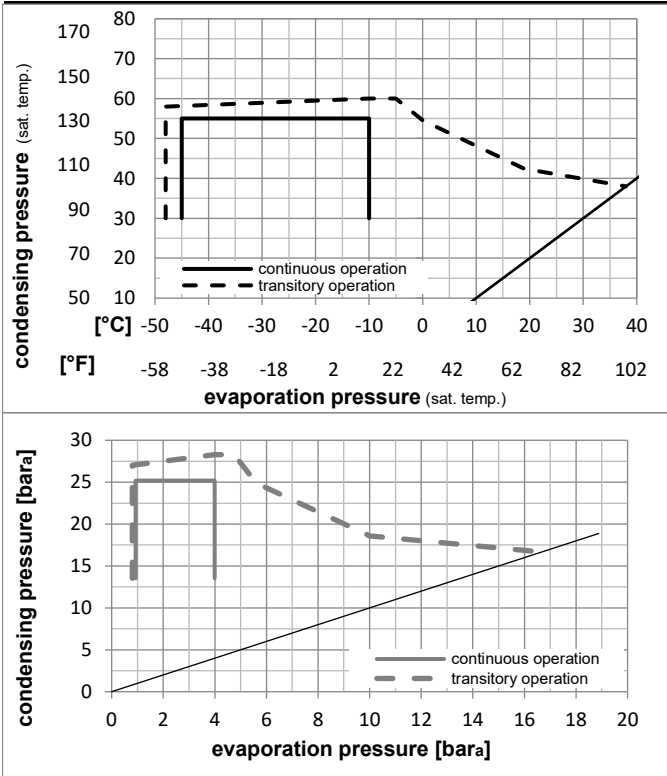 condensing pressure (sat. temp.)
170 80
150 70
130 60
50
110 40
90 30
70 20
50 10
continuous operation
transitory operation
[°C] -50 -40 -30 -20 -10 0 10 20 30 40
[°F] -58 -38 -18 2 22 42 62 82 102
evaporation pressure (sat. temp.)
condensing pressure [bara]
30
25
20
15
10
5
0
continuous operation
transitory operation
0 2 4 6 8 10 12 14 16 18 20
evaporation pressure [bara]